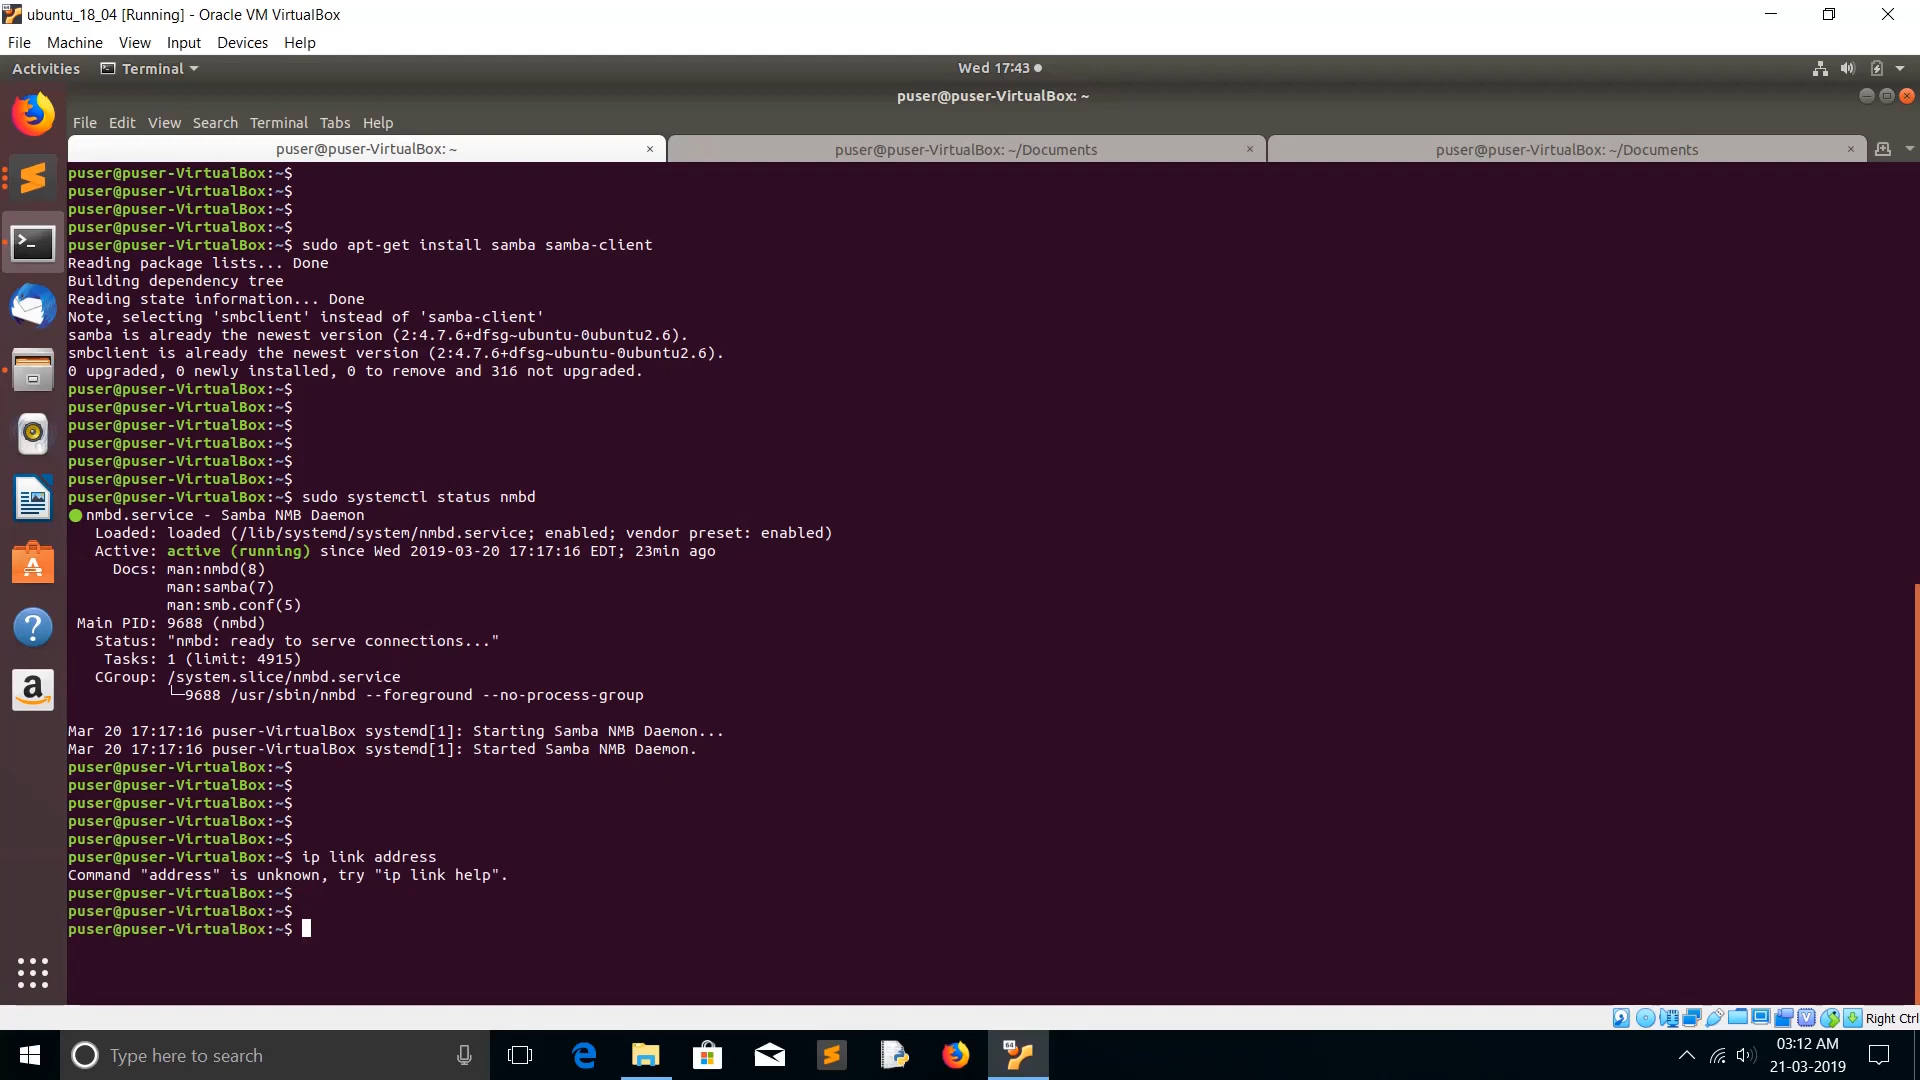 ubuntu_18_04 [Running] - Oracle VM VirtualBox
File Machine View Input Devices Help
Activities Terminal Wed 17:43
puser@puser-VirtualBox: ~
File Edit View Search Terminal Tabs Help
puser@puser-VirtualBox: ~ × puser@puser-VirtualBox: ~/Documents × puser@puser-VirtualBox: ~/Documents ×
puser@puser-VirtualBox:~$
puser@puser-VirtualBox:~$
puser@puser-VirtualBox:~$
puser@puser-VirtualBox:~$
puser@puser-VirtualBox:~$ sudo apt-get install samba samba-client
Reading package lists... Done
Building dependency tree
Reading state information... Done
Note, selecting 'smbclient' instead of 'samba-client'
samba is already the newest version (2:4.7.6+dfsg~ubuntu-0ubuntu2.6).
smbclient is already the newest version (2:4.7.6+dfsg~ubuntu-0ubuntu2.6).
0 upgraded, 0 newly installed, 0 to remove and 316 not upgraded.
puser@puser-VirtualBox:~$
puser@puser-VirtualBox:~$
puser@puser-VirtualBox:~$
puser@puser-VirtualBox:~$
puser@puser-VirtualBox:~$
puser@puser-VirtualBox:~$
puser@puser-VirtualBox:~$ sudo systemctl status nmbd
● nmbd.service - Samba NMB Daemon
Loaded: loaded (/lib/systemd/system/nmbd.service; enabled; vendor preset: enabled)
Active: active (running) since Wed 2019-03-20 17:17:16 EDT; 23min ago
Docs: man:nmbd(8)
man:samba(7)
man:smb.conf(5)
Main PID: 9688 (nmbd)
Status: "nmbd: ready to serve connections..."
Tasks: 1 (limit: 4915)
CGroup: /system.slice/nmbd.service
└─9688 /usr/sbin/nmbd --foreground --no-process-group
Mar 20 17:17:16 puser-VirtualBox systemd[1]: Starting Samba NMB Daemon...
Mar 20 17:17:16 puser-VirtualBox systemd[1]: Started Samba NMB Daemon.
puser@puser-VirtualBox:~$
puser@puser-VirtualBox:~$
puser@puser-VirtualBox:~$
puser@puser-VirtualBox:~$
puser@puser-VirtualBox:~$
puser@puser-VirtualBox:~$ ip link address
Command "address" is unknown, try "ip link help".
puser@puser-VirtualBox:~$
puser@puser-VirtualBox:~$
puser@puser-VirtualBox:~$
Right Ctrl
Type here to search
03:12 AM
21-03-2019